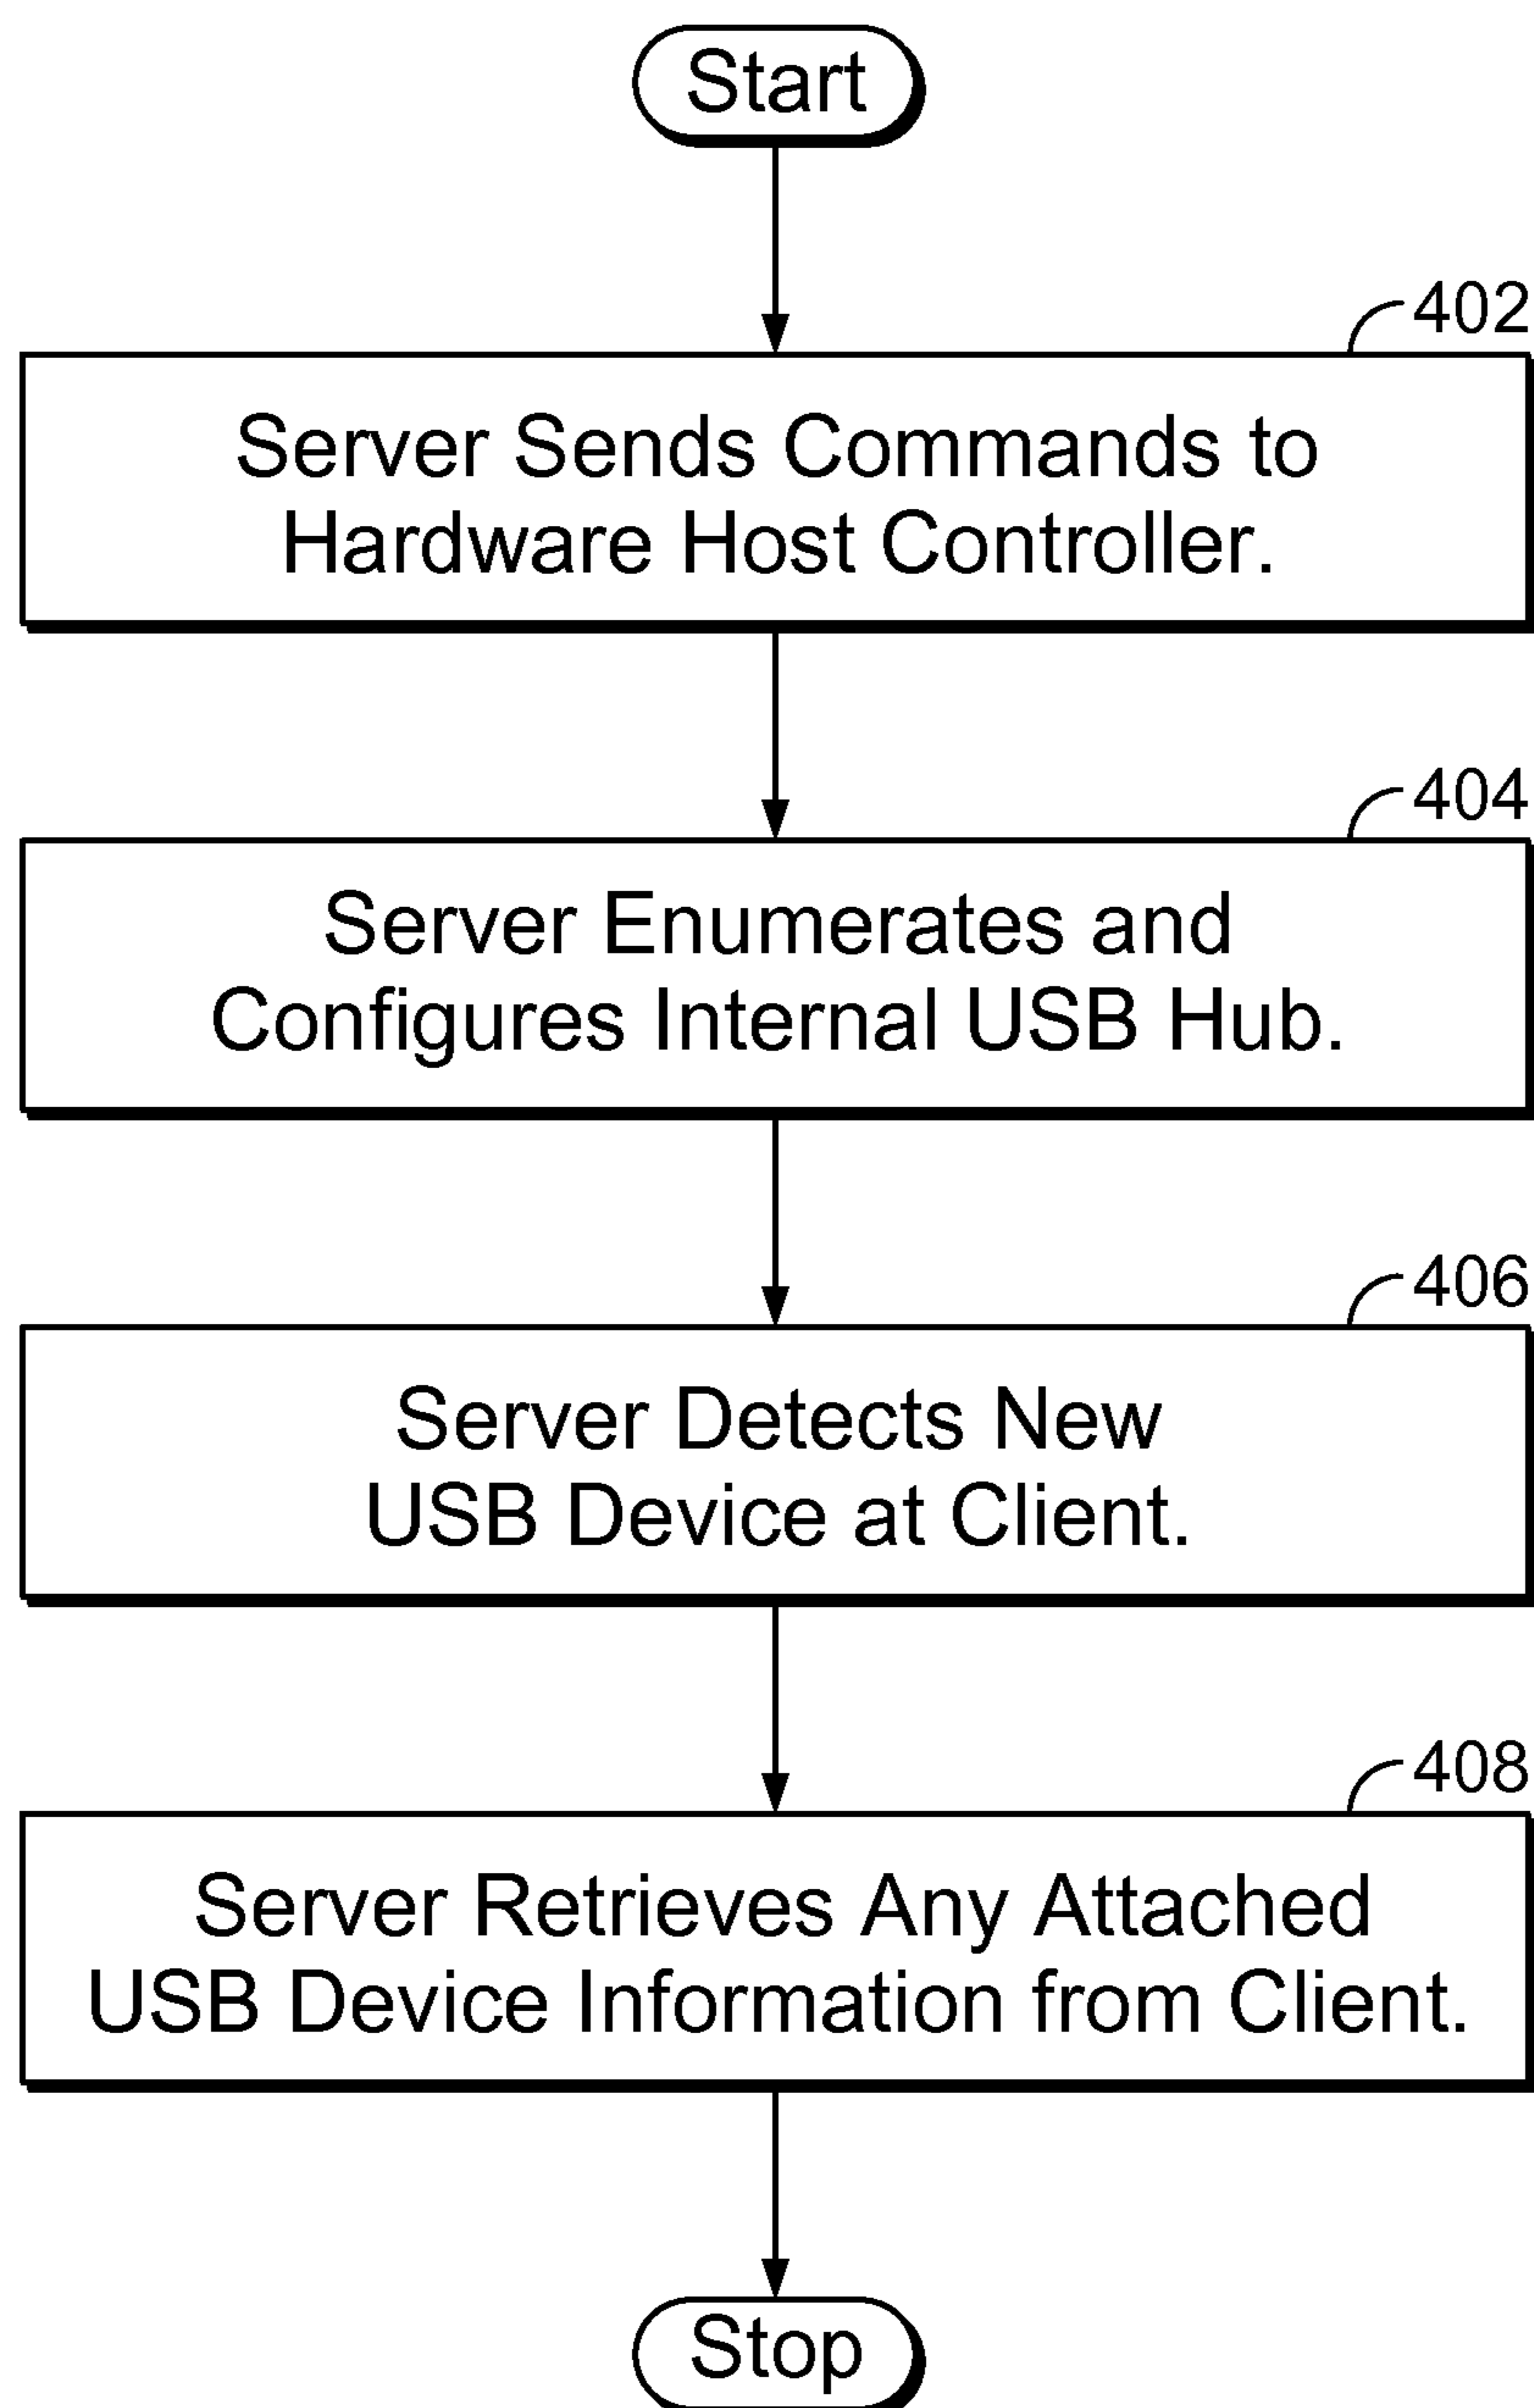 Start
402
Server Sends Commands to
Hardware Host Controller.
404
Server Enumerates and
Configures Internal USB Hub.
406
Server Detects New
USB Device at Client.
408
Server Retrieves Any Attached
USB Device Information from Client.
Stop